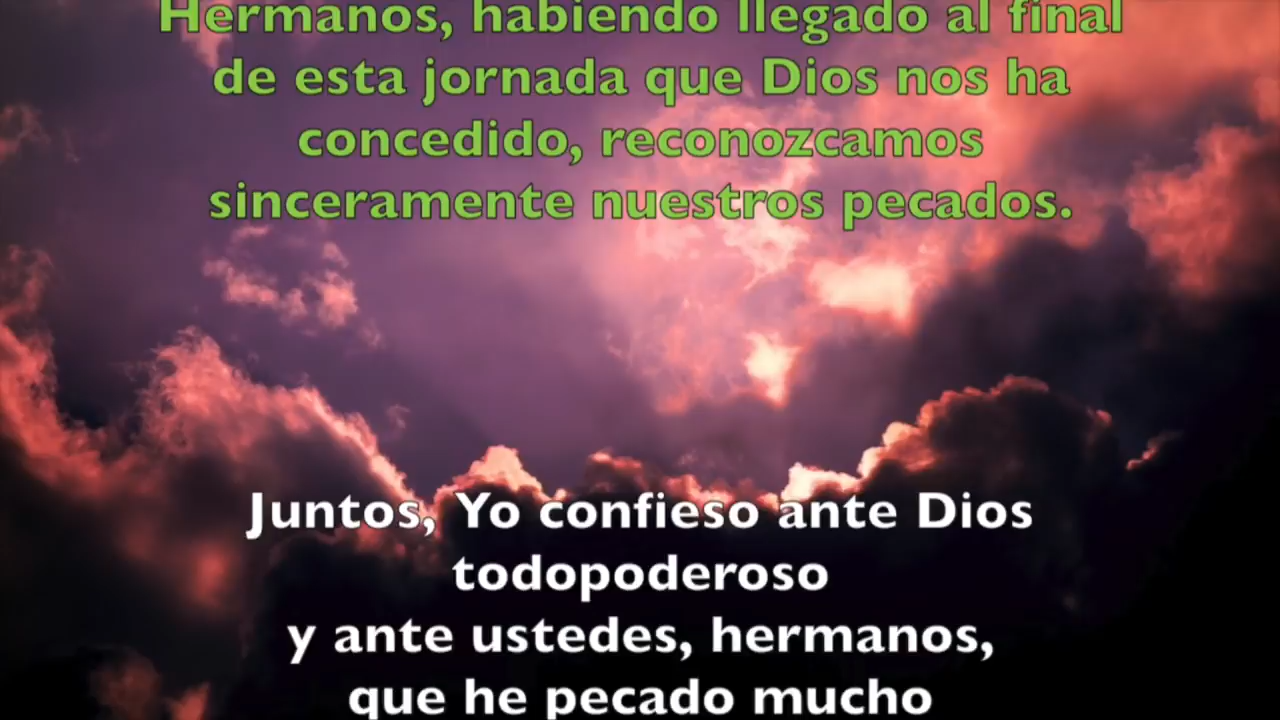 Hermanos, habiendo llegado al final
de esta jornada que Dios nos ha
concedido, reconozcamos
sinceramente nuestros pecados.
Juntos, Yo confieso ante Dios
todopoderoso
y ante ustedes, hermanos,
que he pecado mucho